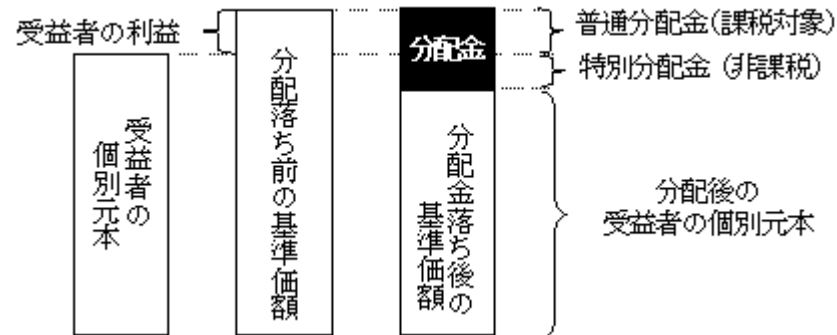 受益者の利益
受益者の
個別元本
分配落ち前の基準価額
分配金
分配金落ち後の
基準価額
普通分配金(課税対象)
特別分配金(非課税)
分配後の
受益者の個別元本